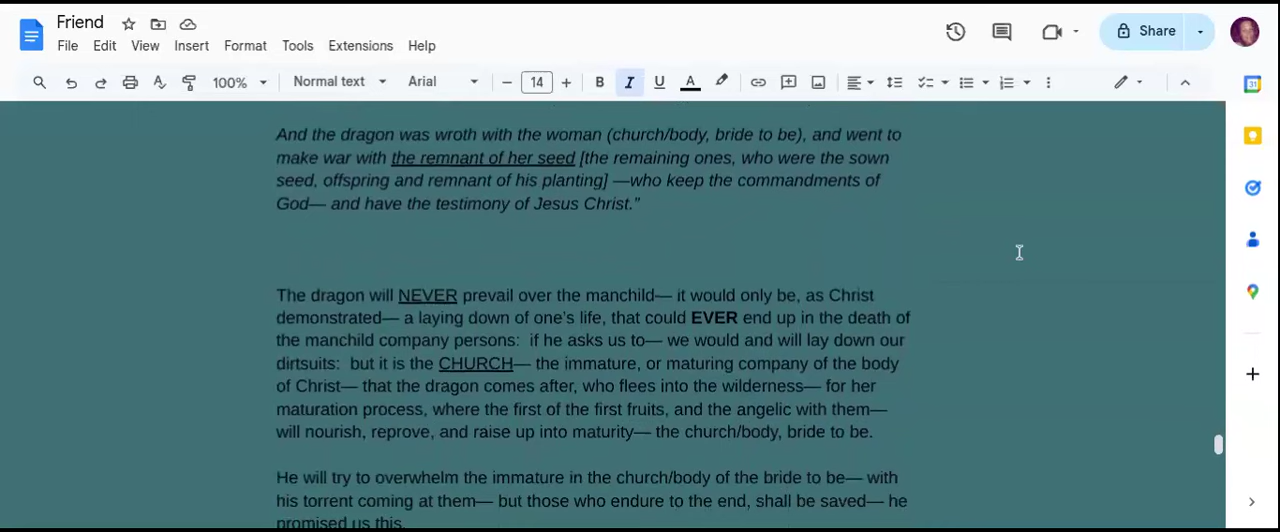 Friend
File Edit View Insert Format Tools Extensions Help
Share
100% Normal text Arial 14 B I U A
31
And the dragon was wroth with the woman (church/body, bride to be), and went to
make war with the remnant of her seed [the remaining ones, who were the sown
seed, offspring and remnant of his planting] —who keep the commandments of
God— and have the testimony of Jesus Christ.”
The dragon will NEVER prevail over the manchild— it would only be, as Christ
demonstrated— a laying down of one’s life, that could EVER end up in the death of
the manchild company persons:  if he asks us to— we would and will lay down our
dirtsuits:  but it is the CHURCH— the immature, or maturing company of the body
of Christ— that the dragon comes after, who flees into the wilderness— for her
maturation process, where the first of the first fruits, and the angelic with them—
will nourish, reprove, and raise up into maturity— the church/body, bride to be.
He will try to overwhelm the immature in the church/body of the bride to be— with
his torrent coming at them— but those who endure to the end, shall be saved— he
promised us this.